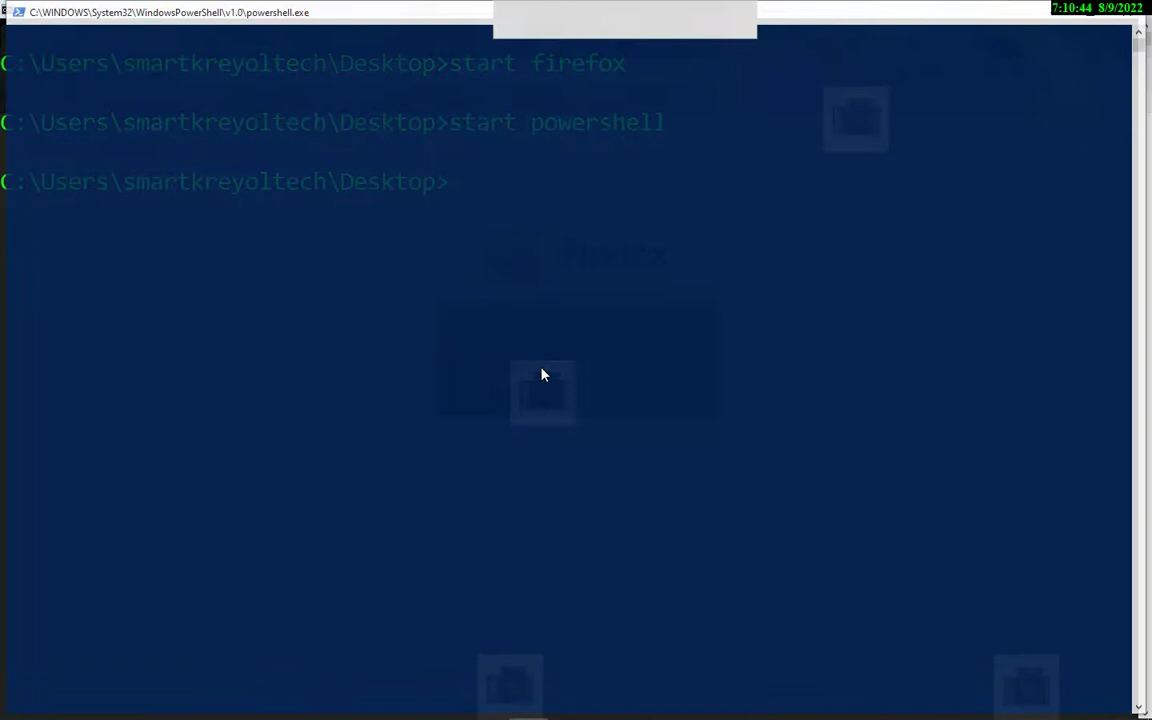 C:\WINDOWS\System32\WindowsPowerShell\v1.0\powershell.exe
7:10:44 8/9/2022
C:\Users\smartkreyoltech\Desktop>start firefox
C:\Users\smartkreyoltech\Desktop>start powershell
C:\Users\smartkreyoltech\Desktop>
firefox